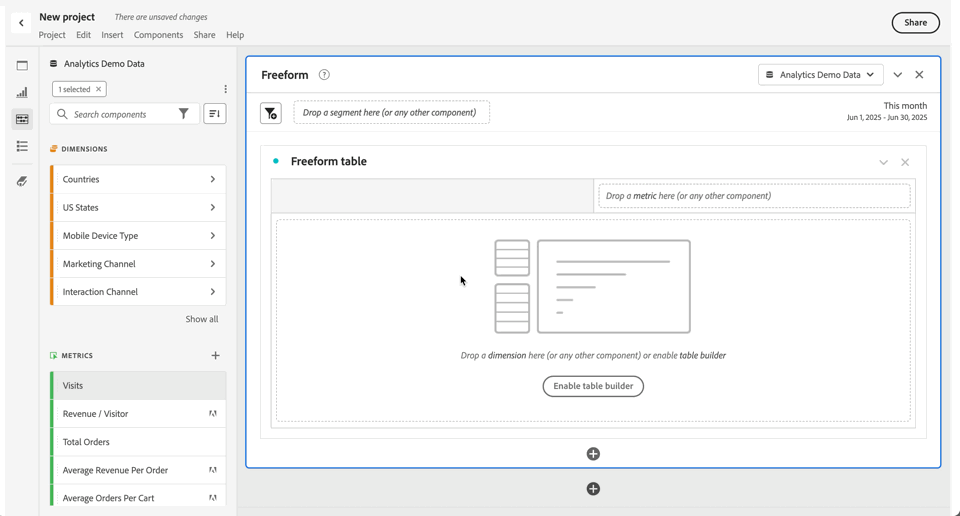 New project
There are unsaved changes
Project Edit Insert Components Share Help
Share
Analytics Demo Data
1 selected
Search components
DIMENSIONS
Countries
US States
Mobile Device Type
Marketing Channel
Interaction Channel
Show all
METRICS
Visits
Revenue / Visitor
Total Orders
Average Revenue Per Order
Average Orders Per Cart
Freeform
Analytics Demo Data
Drop a segment here (or any other component)
This month
Jun 1, 2025 - Jun 30, 2025
Freeform table
Drop a metric here (or any other component)
Drop a dimension here (or any other component) or enable table builder
Enable table builder